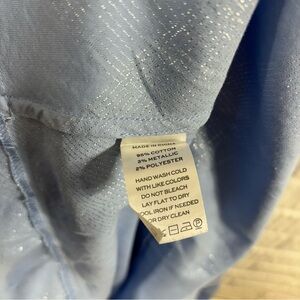 MADE IN CHINA
95% COTTON
3% METALLIC
2% POLYESTER
HAND WASH COLD
WITH LIKE COLORS
DO NOT BLEACH
LAY FLAT TO DRY
COOL IRON IF NEEDED
OR DRY CLEAN
P